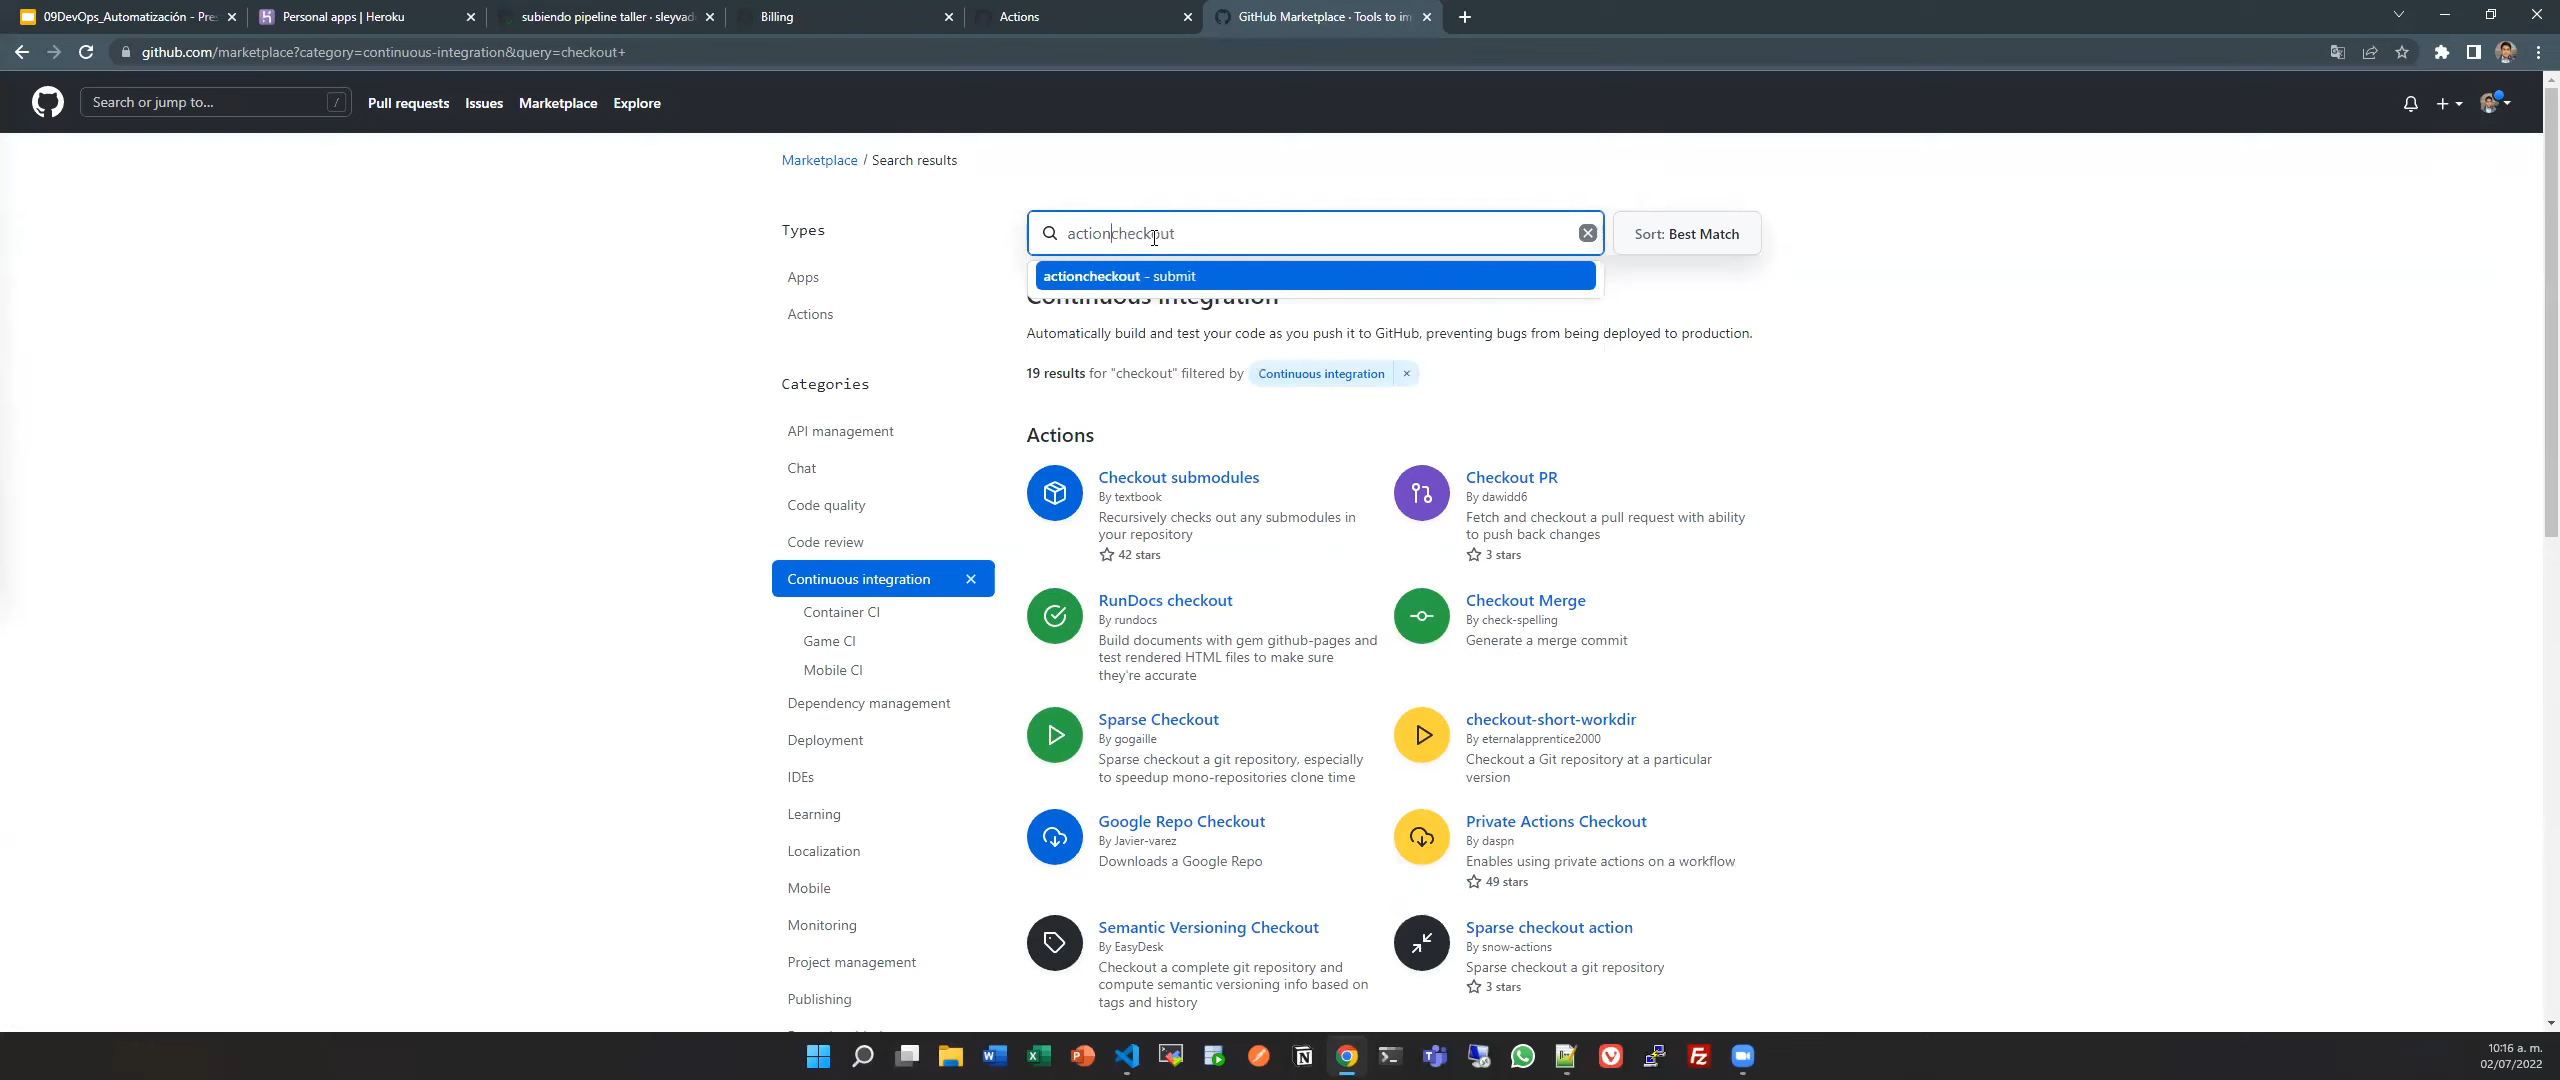 09DevOps_Automatización - Pre
Personal apps | Heroku
subiendo pipeline taller · sleyvad
Billing
Actions
GitHub Marketplace · Tools to im
github.com/marketplace?category=continuous-integration&query=checkout+
Search or jump to...
/
Pull requests
Issues
Marketplace
Explore
Marketplace / Search results
Types
Apps
Actions
Categories
API management
Chat
Code quality
Code review
Continuous integration
Container CI
Game CI
Mobile CI
Dependency management
Deployment
IDEs
Learning
Localization
Mobile
Monitoring
Project management
Publishing
actioncheckout
Sort: Best Match
actioncheckout - submit
Continuous integration
Automatically build and test your code as you push it to GitHub, preventing bugs from being deployed to production.
19 results for "checkout" filtered by Continuous integration ×
Actions
Checkout submodules
By textbook
Recursively checks out any submodules in
your repository
42 stars
Checkout PR
By dawidd6
Fetch and checkout a pull request with ability
to push back changes
3 stars
RunDocs checkout
By rundocs
Build documents with gem github-pages and
test rendered HTML files to make sure
they're accurate
Checkout Merge
By check-spelling
Generate a merge commit
Sparse Checkout
By gogaille
Sparse checkout a git repository, especially
to speedup mono-repositories clone time
checkout-short-workdir
By eternalapprentice2000
Checkout a Git repository at a particular
version
Google Repo Checkout
By Javier-varez
Downloads a Google Repo
Private Actions Checkout
By daspn
Enables using private actions on a workflow
49 stars
Semantic Versioning Checkout
By EasyDesk
Checkout a complete git repository and
compute semantic versioning info based on
tags and history
Sparse checkout action
By snow-actions
Sparse checkout a git repository
3 stars
10:16 a. m.
02/07/2022